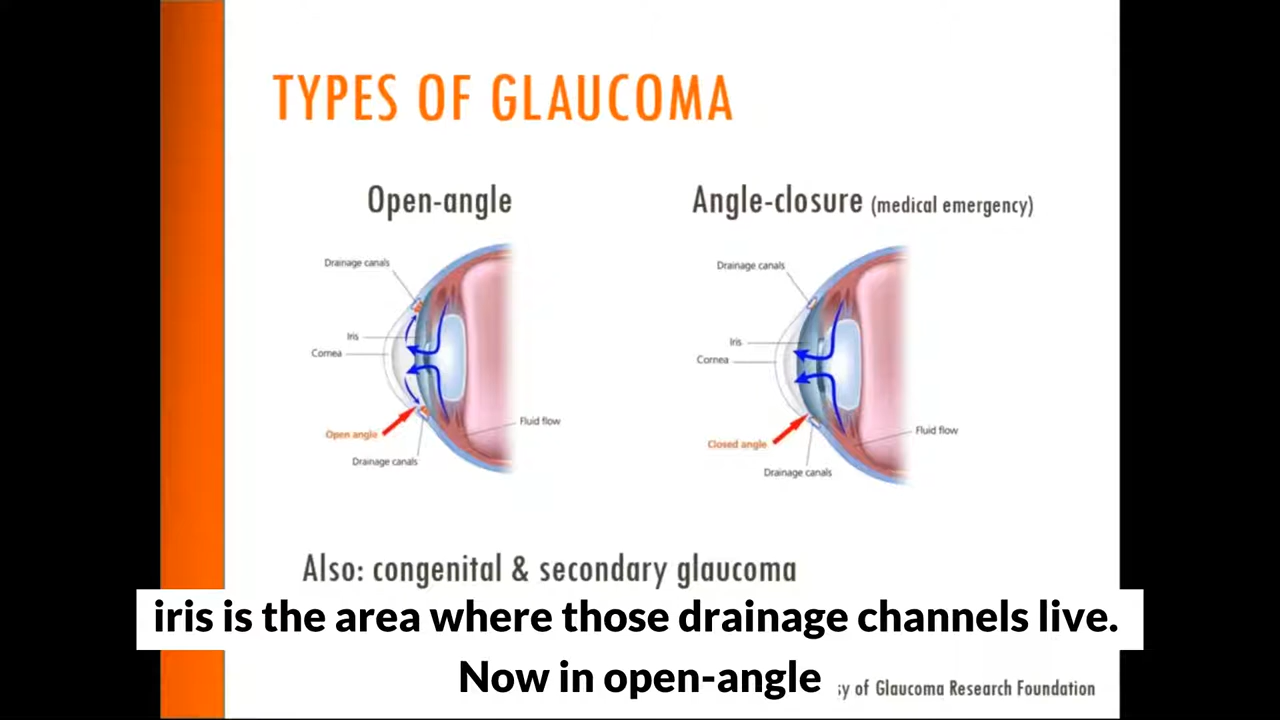 TYPES OF GLAUCOMA
Open-angle
Angle-closure (medical emergency)
Drainage canals
Iris
Cornea
Open angle
Drainage canals
Fluid flow
Drainage canals
Iris
Cornea
Closed angle
Drainage canals
Fluid flow
Also: congenital & secondary glaucoma
iris is the area where those drainage channels live.
Now in open-angle
of Glaucoma Research Foundation